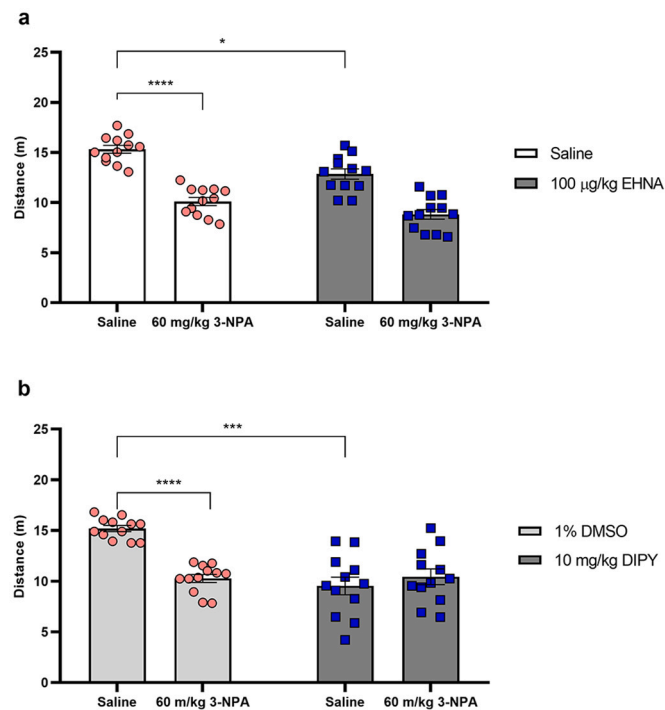 a
*
****
25
20
15
10
5
0
Distance (m)
Saline
60 mg/kg 3-NPA
Saline
60 mg/kg 3-NPA
Saline
100 µg/kg EHNA
b
***
****
25
20
15
10
5
0
Distance (m)
Saline
60 m/kg 3-NPA
Saline
60 m/kg 3-NPA
1% DMSO
10 mg/kg DIPY